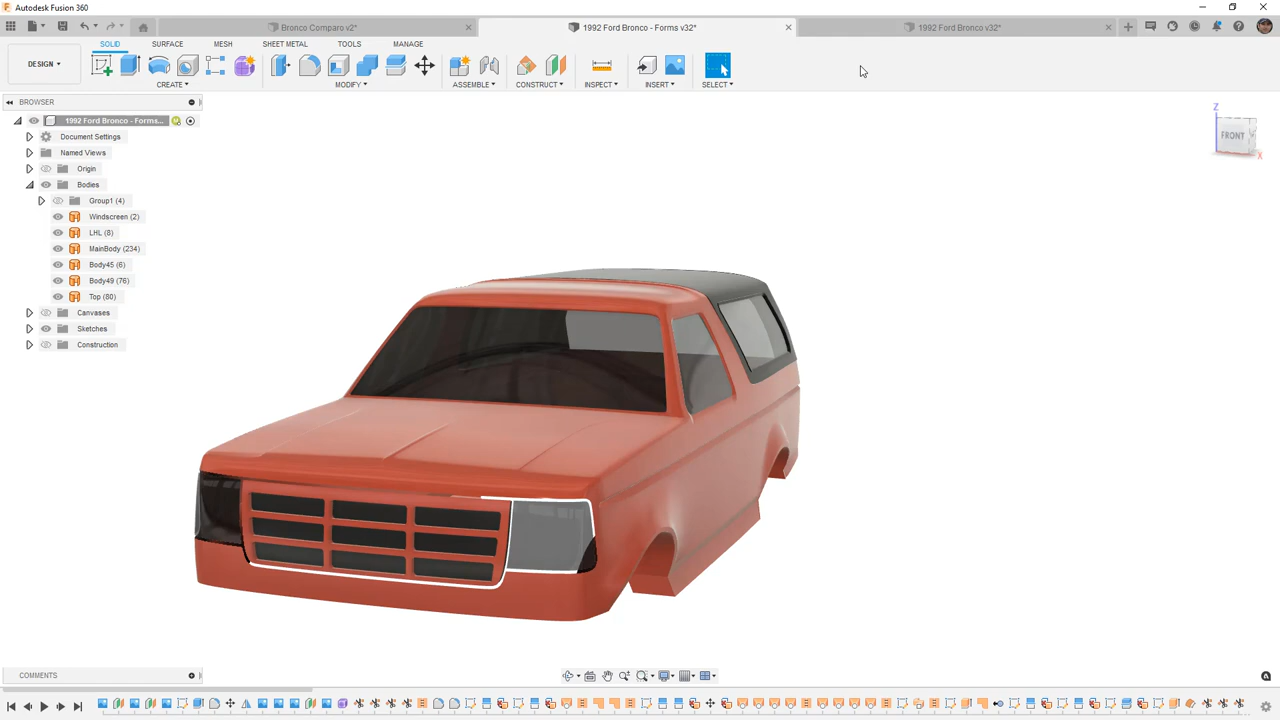 Autodesk Fusion 360
Bronco Comparo v2*
1992 Ford Bronco - Forms v32*
1992 Ford Bronco v32*
DESIGN
SOLID
SURFACE
MESH
SHEET METAL
TOOLS
MANAGE
CREATE
MODIFY
ASSEMBLE
CONSTRUCT
INSPECT
INSERT
SELECT
BROWSER
1992 Ford Bronco - Forms...
Document Settings
Named Views
Origin
Bodies
Group1 (4)
Windscreen (2)
LHL (8)
MainBody (234)
Body45 (6)
Body49 (76)
Top (80)
Canvases
Sketches
Construction
Z
FRONT
X
COMMENTS